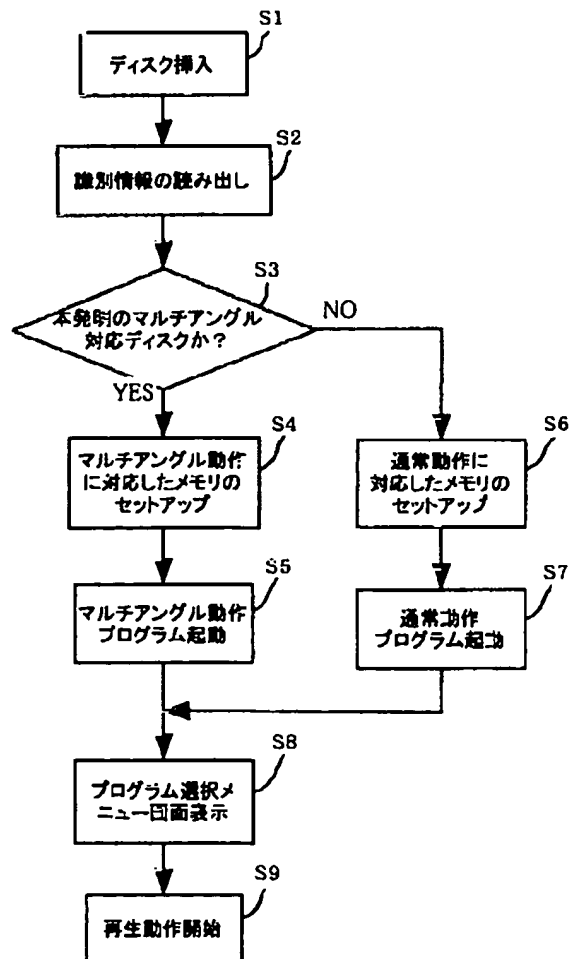 S1
ディスク挿入
S2
識別情報の読み出し
S3
本発明のマルチアングル
対応ディスクか？
NO
YES
S4
マルチアングル動作
に対応したメモリの
セットアップ
S6
通常動作に
対応したメモリの
セットアップ
S5
マルチアングル動作
プログラム起動
S7
通常動作
プログラム起動
S8
プログラム選択メ
ニュー画面表示
S9
再生動作開始